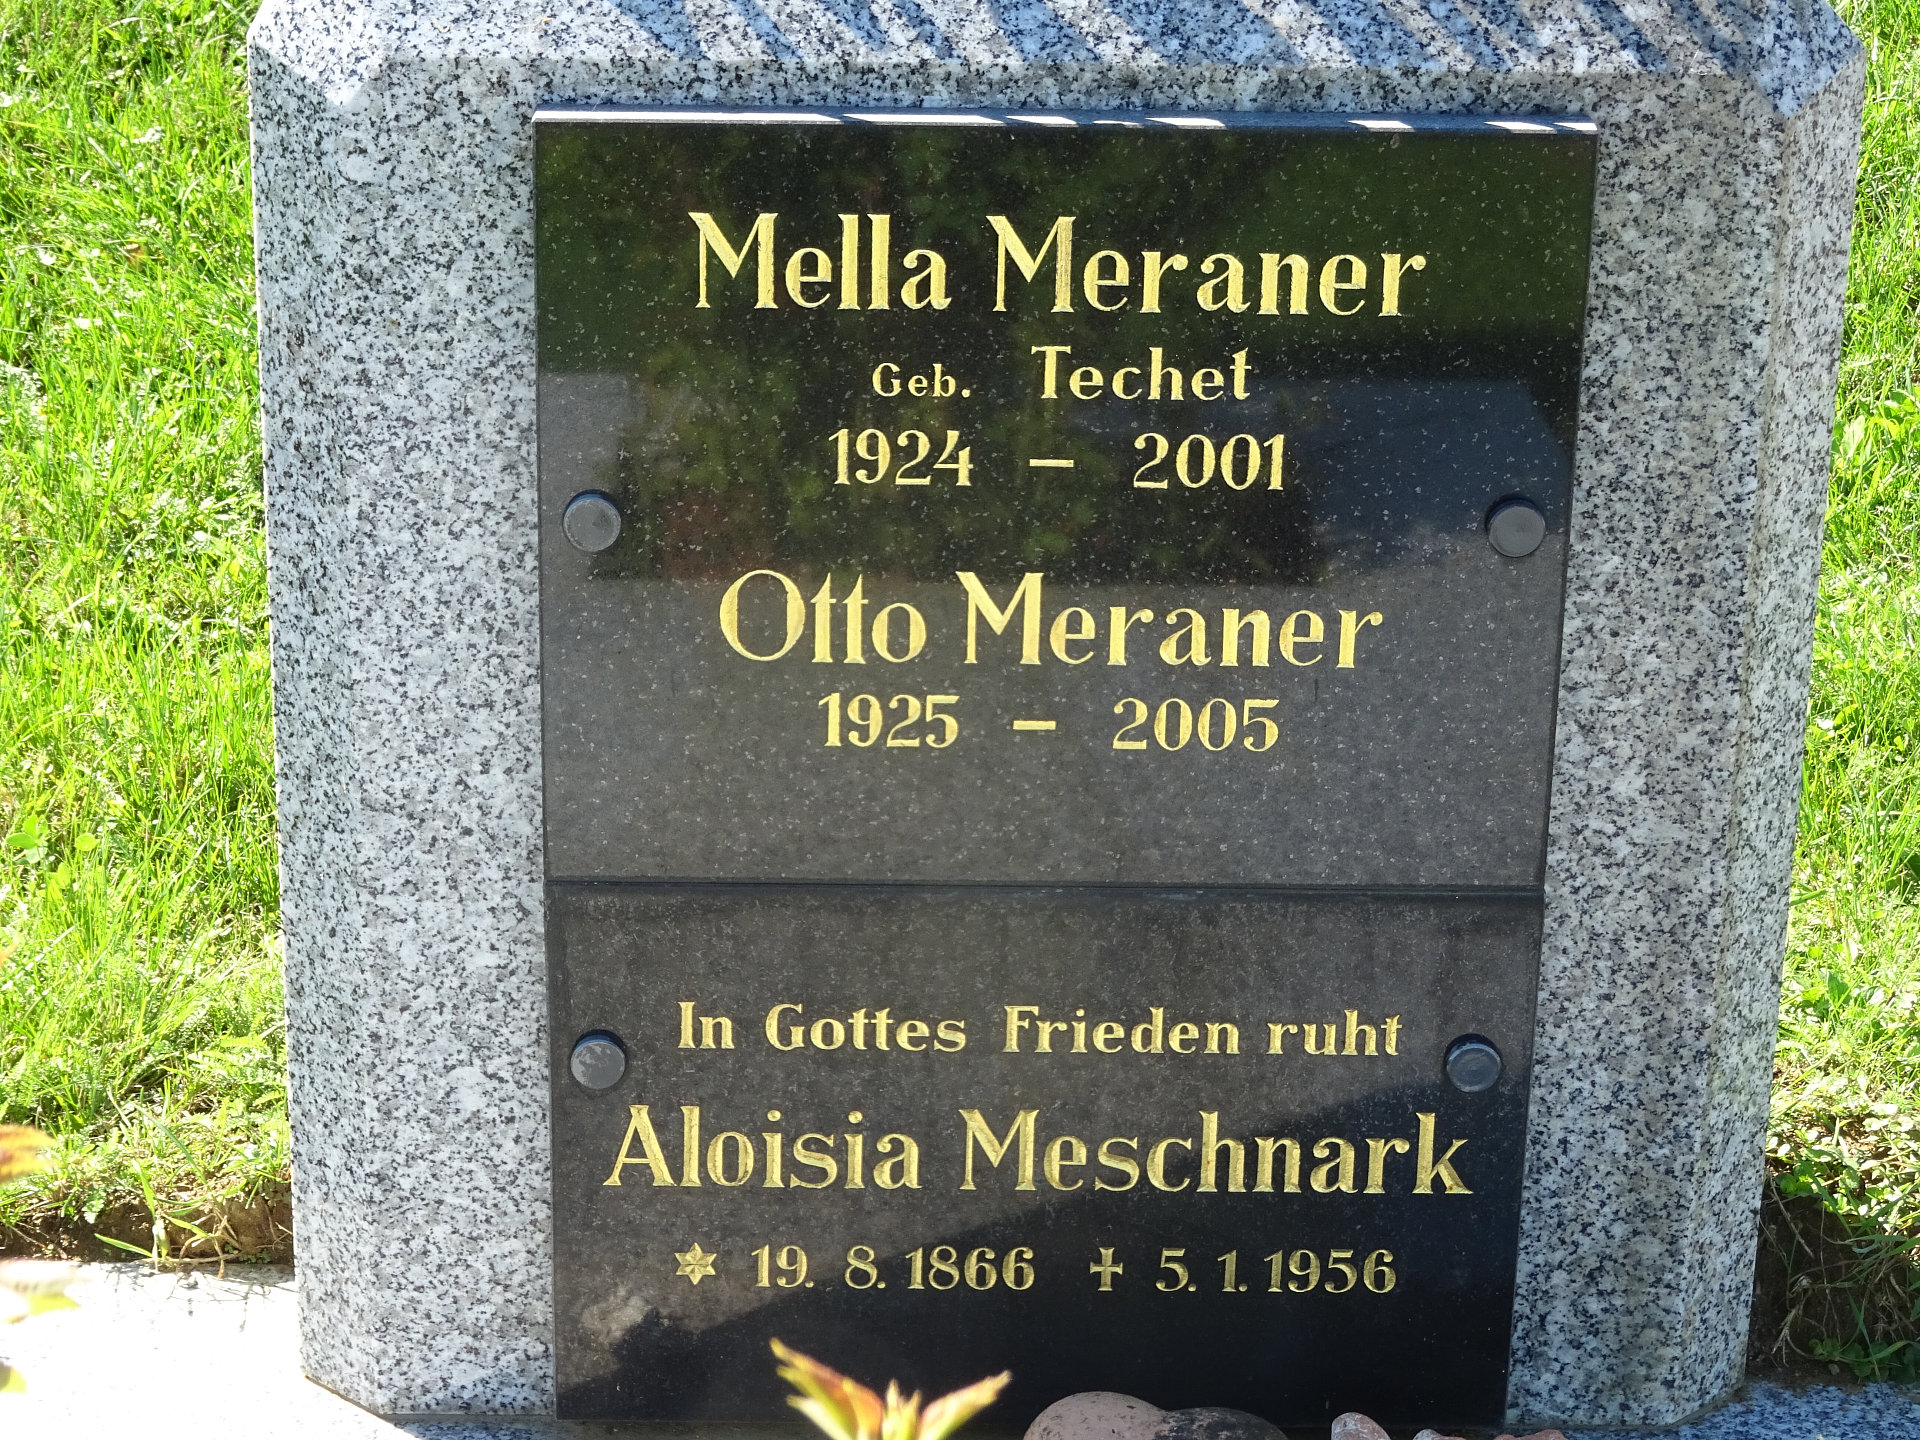 Mella Meraner
Geb. Techet
1924 – 2001
Otto Meraner
1925 – 2005
In Gottes Frieden ruht
Aloisia Meschnark
✶ 19. 8. 1866 ✝ 5. 1. 1956